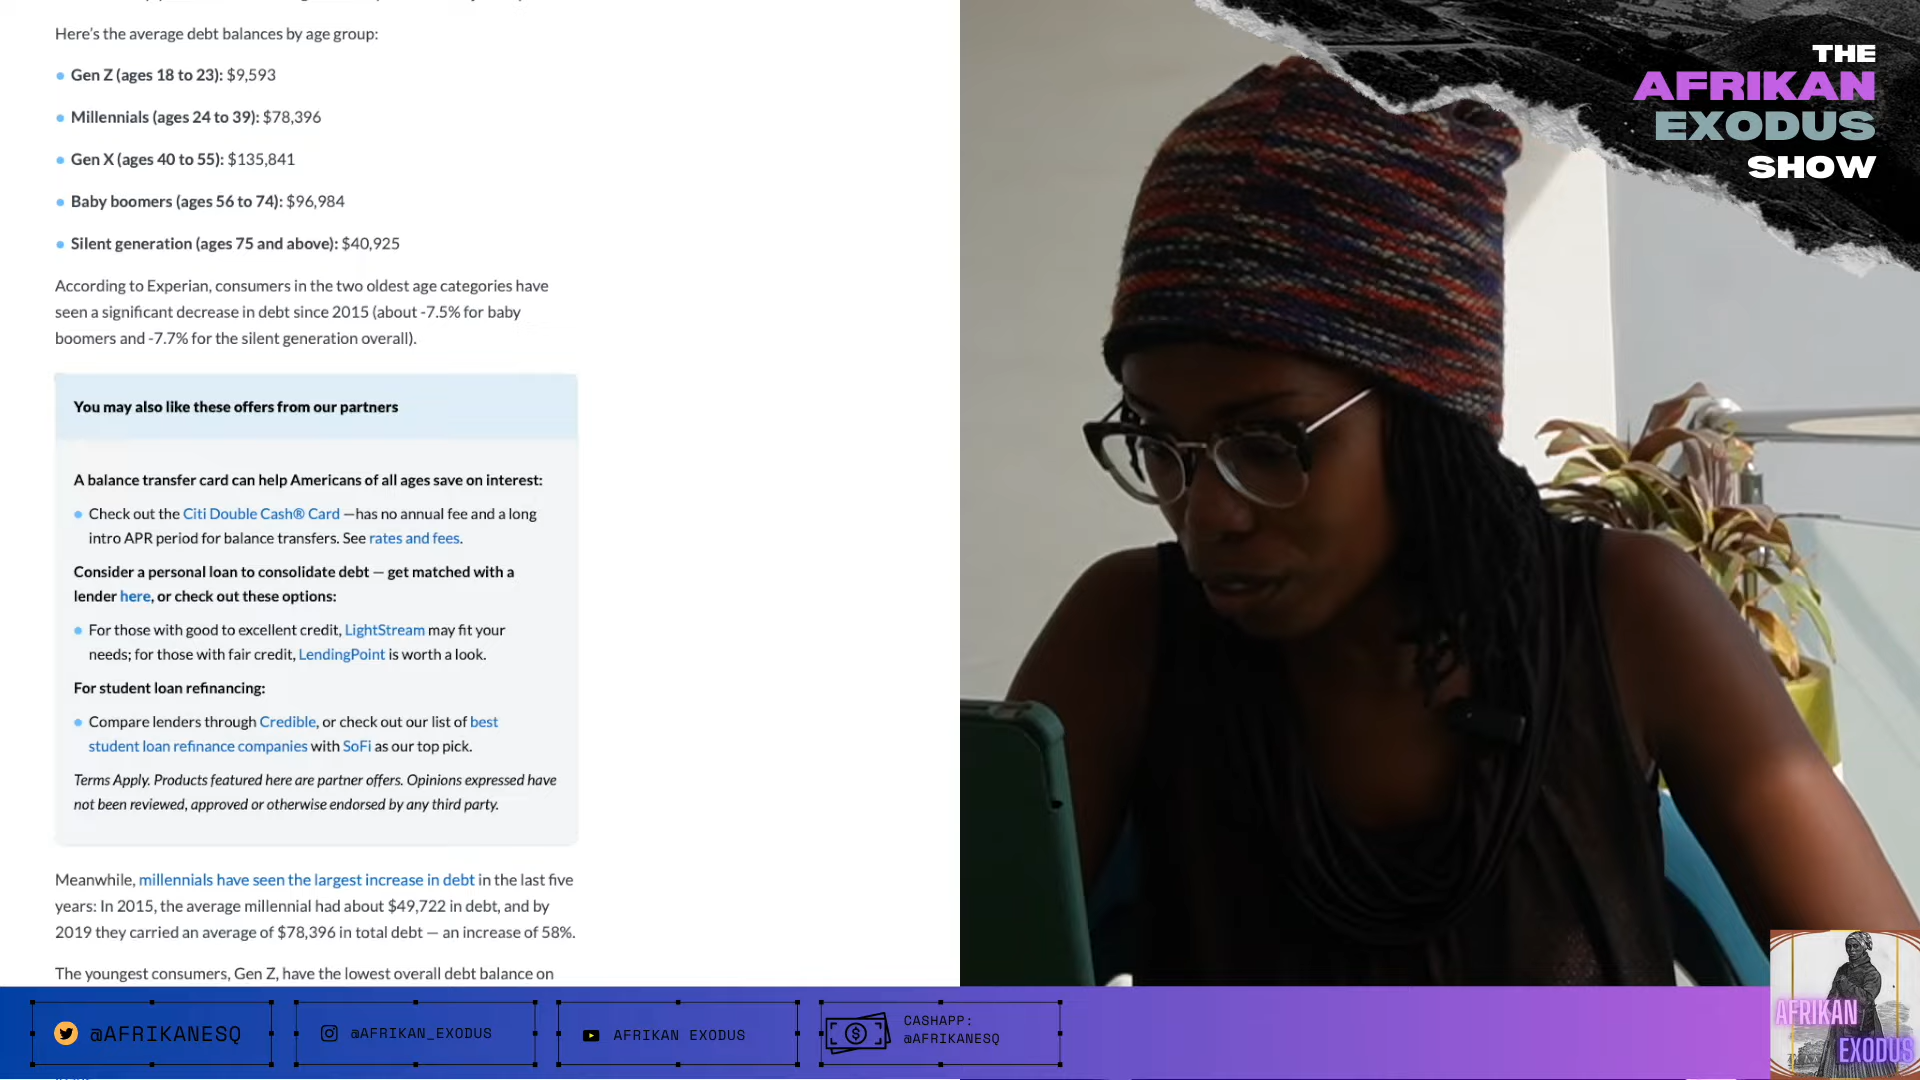 Here's the average debt balances by age group:
Gen Z (ages 18 to 23): $9,593
Millennials (ages 24 to 39): $78,396
Gen X (ages 40 to 55): $135,841
Baby boomers (ages 56 to 74): $96,984
Silent generation (ages 75 and above): $40,925
According to Experian, consumers in the two oldest age categories have
seen a significant decrease in debt since 2015 (about -7.5% for baby
boomers and -7.7% for the silent generation overall).
You may also like these offers from our partners
A balance transfer card can help Americans of all ages save on interest:
Check out the Citi Double Cash® Card —has no annual fee and a long
intro APR period for balance transfers. See rates and fees.
Consider a personal loan to consolidate debt — get matched with a
lender here, or check out these options:
For those with good to excellent credit, LightStream may fit your
needs; for those with fair credit, LendingPoint is worth a look.
For student loan refinancing:
Compare lenders through Credible, or check out our list of best
student loan refinance companies with SoFi as our top pick.
Terms Apply. Products featured here are partner offers. Opinions expressed have
not been reviewed, approved or otherwise endorsed by any third party.
Meanwhile, millennials have seen the largest increase in debt in the last five
years: In 2015, the average millennial had about $49,722 in debt, and by
2019 they carried an average of $78,396 in total debt — an increase of 58%.
The youngest consumers, Gen Z, have the lowest overall debt balance on
THE
AFRIKAN
EXODUS
SHOW
@AFRIKANESQ
@AFRIKAN_EXODUS
AFRIKAN EXODUS
CASHAPP:
@AFRIKANESQ
AFRIKAN
EXODUS